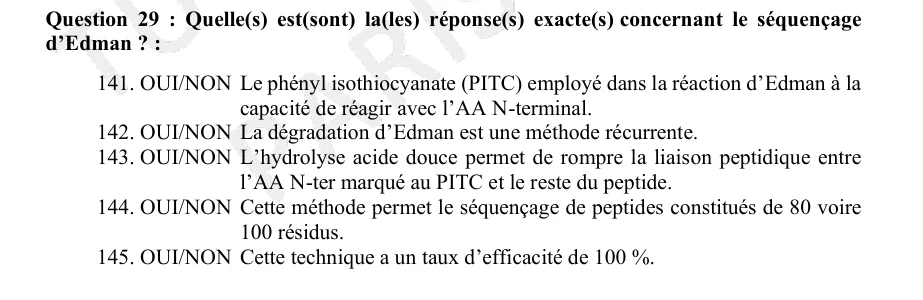 Question 29 : Quelle(s) est(sont) la(les) réponse(s) exacte(s) concernant le séquençage
d’Edman ? :
141. OUI/NON Le phényl isothiocyanate (PITC) employé dans la réaction d’Edman à la
capacité de réagir avec l’AA N-terminal.
142. OUI/NON La dégradation d’Edman est une méthode récurrente.
143. OUI/NON L’hydrolyse acide douce permet de rompre la liaison peptidique entre
l’AA N-ter marqué au PITC et le reste du peptide.
144. OUI/NON Cette méthode permet le séquençage de peptides constitués de 80 voire
100 résidus.
145. OUI/NON Cette technique a un taux d’efficacité de 100 %.